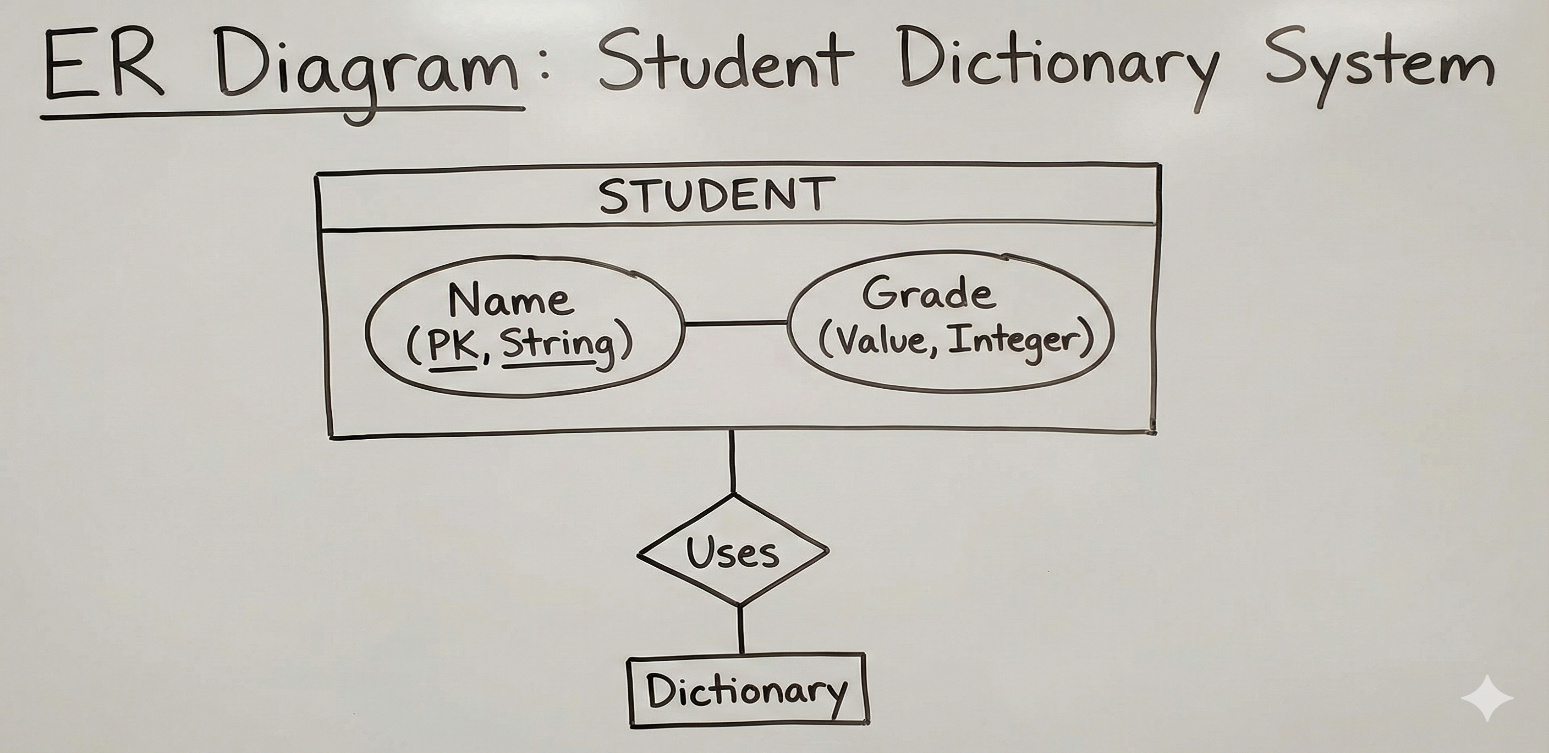 ER Diagram: Student Dictionary System
STUDENT
Name
(PK, String)
Grade
(Value, Integer)
Uses
Dictionary